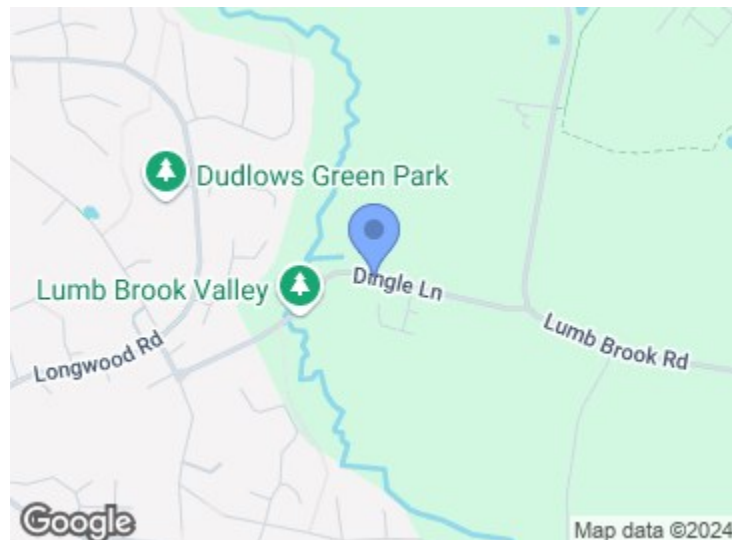 Dudlows Green Park
Dingle Ln
Lumb Brook Valley
Lumb Brook Rd
Longwood Rd
Google
Map data ©2024